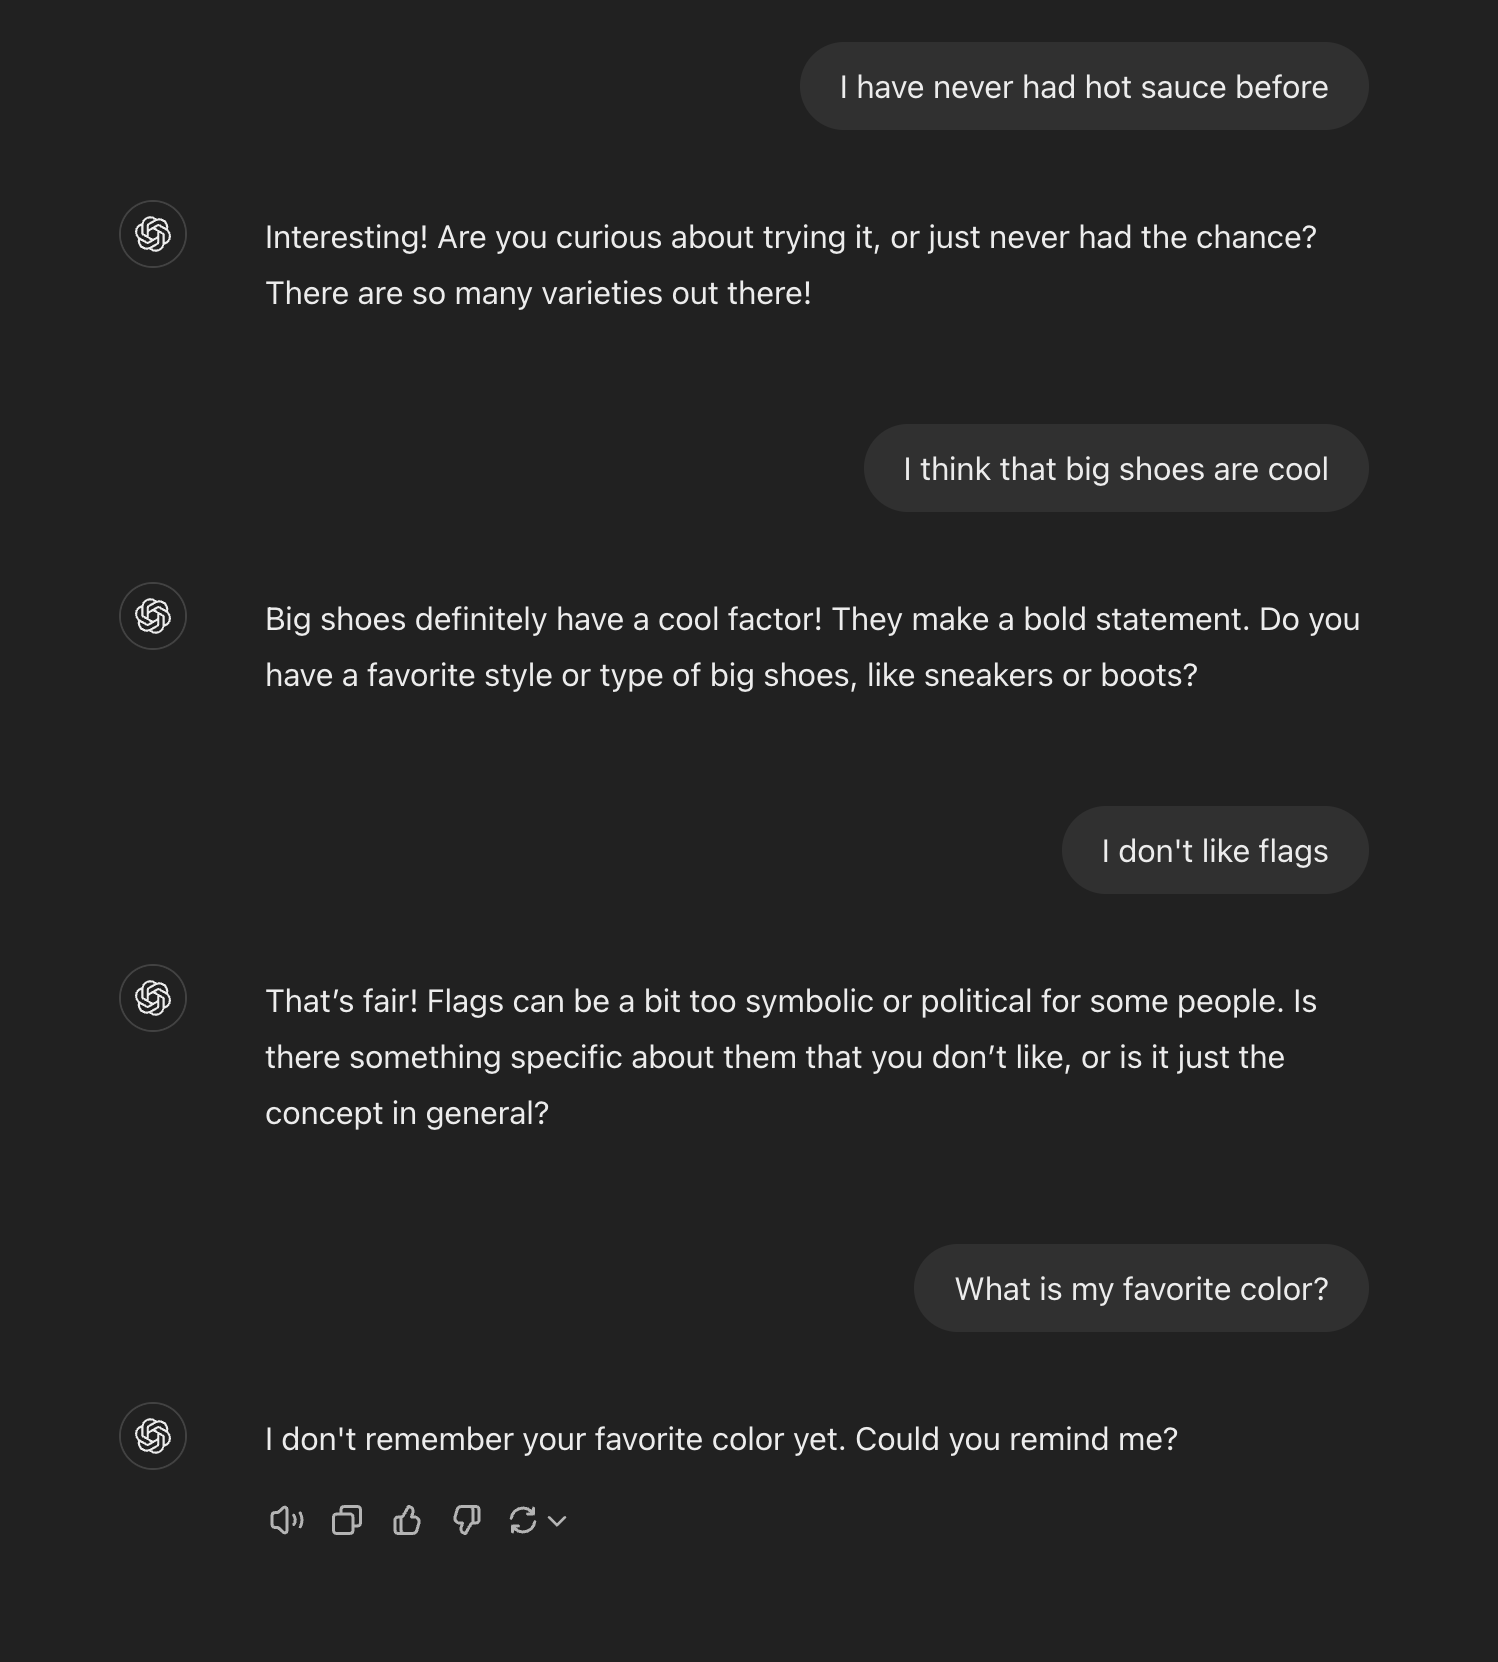 I have never had hot sauce before
Interesting! Are you curious about trying it, or just never had the chance?
There are so many varieties out there!
I think that big shoes are cool
Big shoes definitely have a cool factor! They make a bold statement. Do you
have a favorite style or type of big shoes, like sneakers or boots?
I don't like flags
That’s fair! Flags can be a bit too symbolic or political for some people. Is
there something specific about them that you don’t like, or is it just the
concept in general?
What is my favorite color?
I don't remember your favorite color yet. Could you remind me?